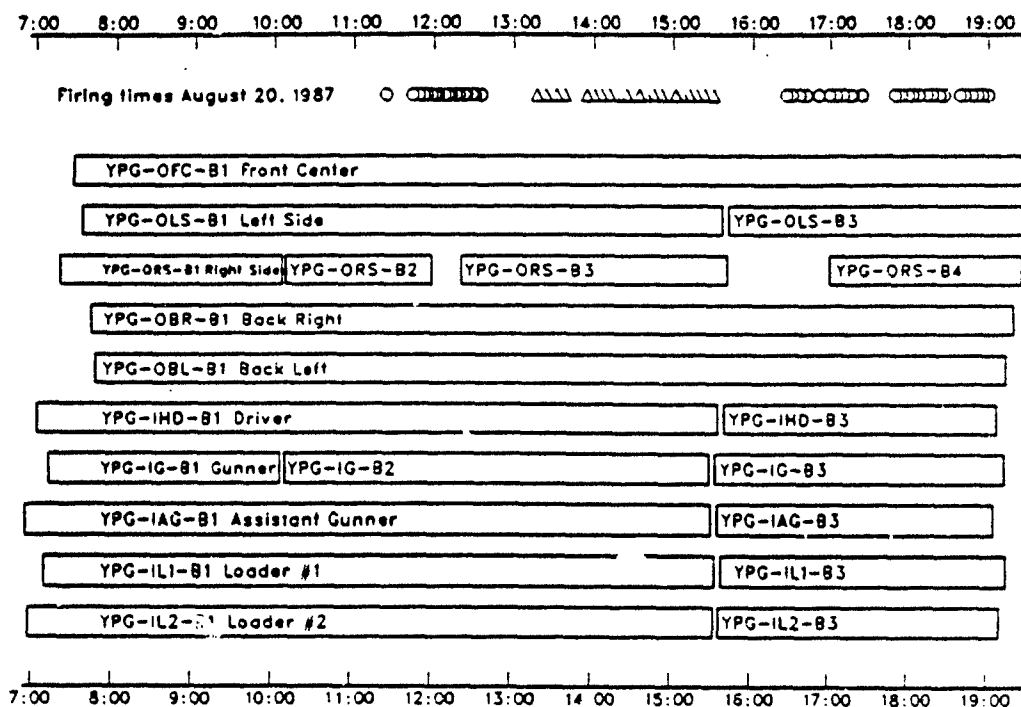 7:00 8:00 9:00 10:00 11:00 12:00 13:00 14:00 15:00 16:00 17:00 18:00 19:00
Firing times August 20, 1987
YPG-OFC-B1 Front Center
YPG-OLS-B1 Left Side YPG-OLS-B3
YPG-ORS-B1 Right Side YPG-ORS-B2 YPG-ORS-B3 YPG-ORS-B4
YPG-OBR-B1 Back Right
YPG-OBL-B1 Back Left
YPG-IHD-B1 Driver YPG-IHD-B3
YPG-IG-B1 Gunner YPG-IG-B2 YPG-IG-B3
YPG-IAG-B1 Assistant Gunner YPG-IAG-B3
YPG-IL1-B1 Loader #1 YPG-IL1-B3
YPG-IL2-B1 Loader #2 YPG-IL2-B3
7:00 8:00 9:00 10:00 11:00 12:00 13:00 14 00 15:00 16:00 17:00 18:00 19:00